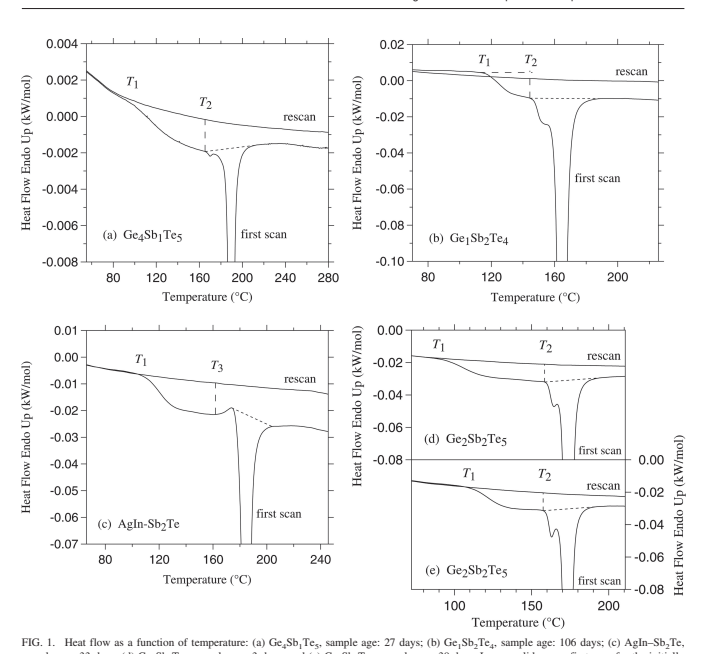 0.004
0.002
0.000
-0.002
-0.004
-0.006
-0.008
Heat Flow Endo Up (kW/mol)
T1
T2
rescan
first scan
(a) Ge4Sb1Te5
80 120 160 200 240 280
Temperature (°C)
0.02
0.00
-0.02
-0.04
-0.06
-0.08
-0.10
Heat Flow Endo Up (kW/mol)
T1 T2
rescan
first scan
(b) Ge1Sb2Te4
80 120 160 200
Temperature (°C)
0.01
0.00
-0.01
-0.02
-0.03
-0.04
-0.05
-0.06
-0.07
Heat Flow Endo Up (kW/mol)
T1
T3
rescan
first scan
(c) AgIn-Sb2Te
80 120 160 200 240
Temperature (°C)
0.00
-0.02
-0.04
-0.06
-0.08
Heat Flow Endo Up (kW/mol)
T1
T2
rescan
(d) Ge2Sb2Te5
first scan
0.00
-0.02
-0.04
-0.06
-0.08
Heat Flow Endo Up (kW/mol)
T1
T2
rescan
(e) Ge2Sb2Te5
first scan
100 150 200
Temperature (°C)
FIG. 1. Heat flow as a function of temperature: (a) Ge4Sb1Te5, sample age: 27 days; (b) Ge1Sb2Te4, sample age: 106 days; (c) AgIn–Sb2Te,